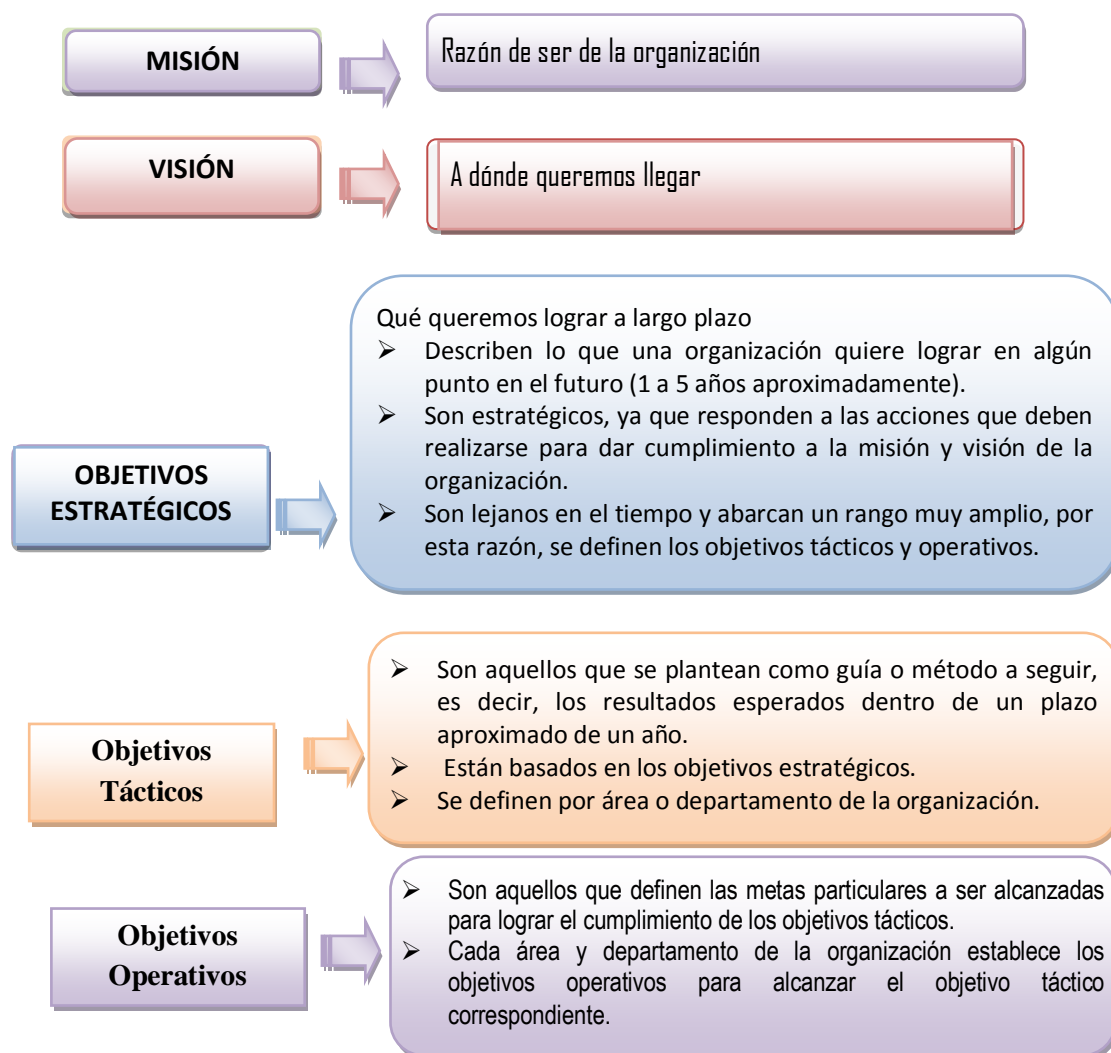 MISIÓN
Razón de ser de la organización
VISIÓN
A dónde queremos llegar
OBJETIVOS
ESTRATÉGICOS
Qué queremos lograr a largo plazo
➢ Describen lo que una organización quiere lograr en algún
punto en el futuro (1 a 5 años aproximadamente).
➢ Son estratégicos, ya que responden a las acciones que deben
realizarse para dar cumplimiento a la misión y visión de la
organización.
➢ Son lejanos en el tiempo y abarcan un rango muy amplio, por
esta razón, se definen los objetivos tácticos y operativos.
Objetivos
Tácticos
➢ Son aquellos que se plantean como guía o método a seguir,
es decir, los resultados esperados dentro de un plazo
aproximado de un año.
➢ Están basados en los objetivos estratégicos.
➢ Se definen por área o departamento de la organización.
Objetivos
Operativos
➢ Son aquellos que definen las metas particulares a ser alcanzadas
para lograr el cumplimiento de los objetivos tácticos.
➢ Cada área y departamento de la organización establece los
objetivos operativos para alcanzar el objetivo táctico
correspondiente.